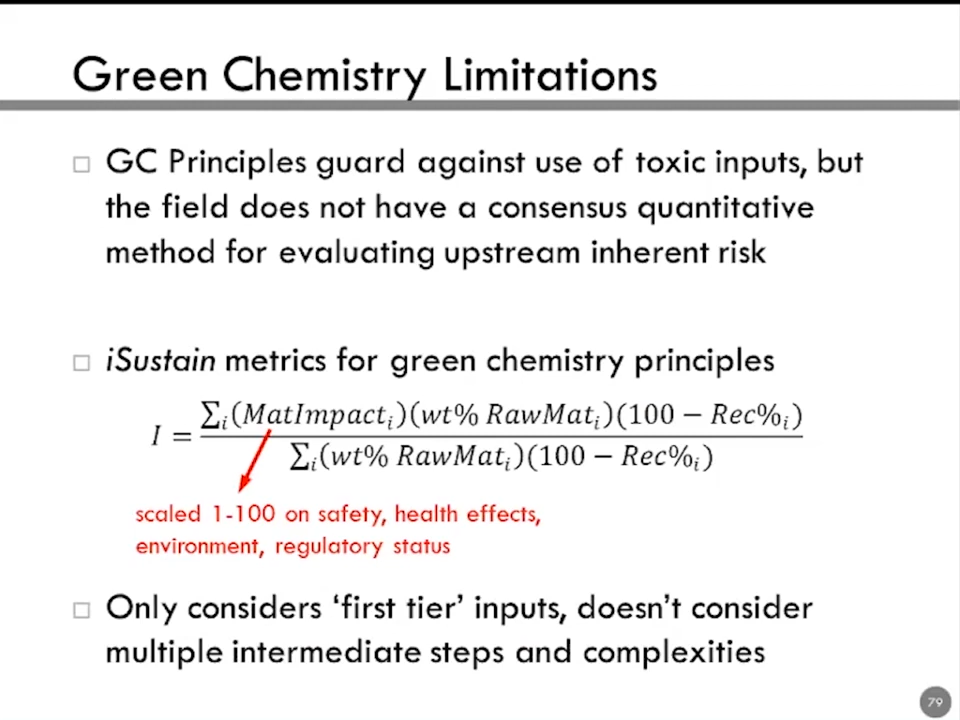 Green Chemistry Limitations
GC Principles guard against use of toxic inputs, but
the field does not have a consensus quantitative
method for evaluating upstream inherent risk
iSustain metrics for green chemistry principles
I = ∑ᵢ(MatImpactᵢ)(wt% RawMatᵢ)(100 − Rec%ᵢ)
∑ᵢ(wt% RawMatᵢ)(100 − Rec%ᵢ)
scaled 1-100 on safety, health effects,
environment, regulatory status
Only considers ‘first tier’ inputs, doesn’t consider
multiple intermediate steps and complexities
79